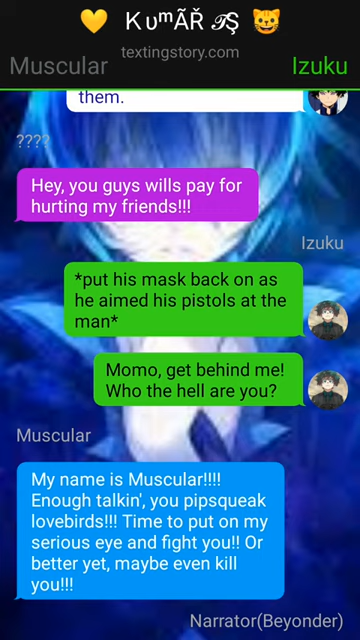 💛 KυᵐÃř 𝒯Ş 😺
textingstory.com
Muscular
Izuku
them.
????
Hey, you guys wills pay for
hurting my friends!!!
Izuku
*put his mask back on as
he aimed his pistols at the
man*
Momo, get behind me!
Who the hell are you?
Muscular
My name is Muscular!!!!
Enough talkin', you pipsqueak
lovebirds!!! Time to put on my
serious eye and fight you!! Or
better yet, maybe even kill
you!!!
Narrator(Beyonder)